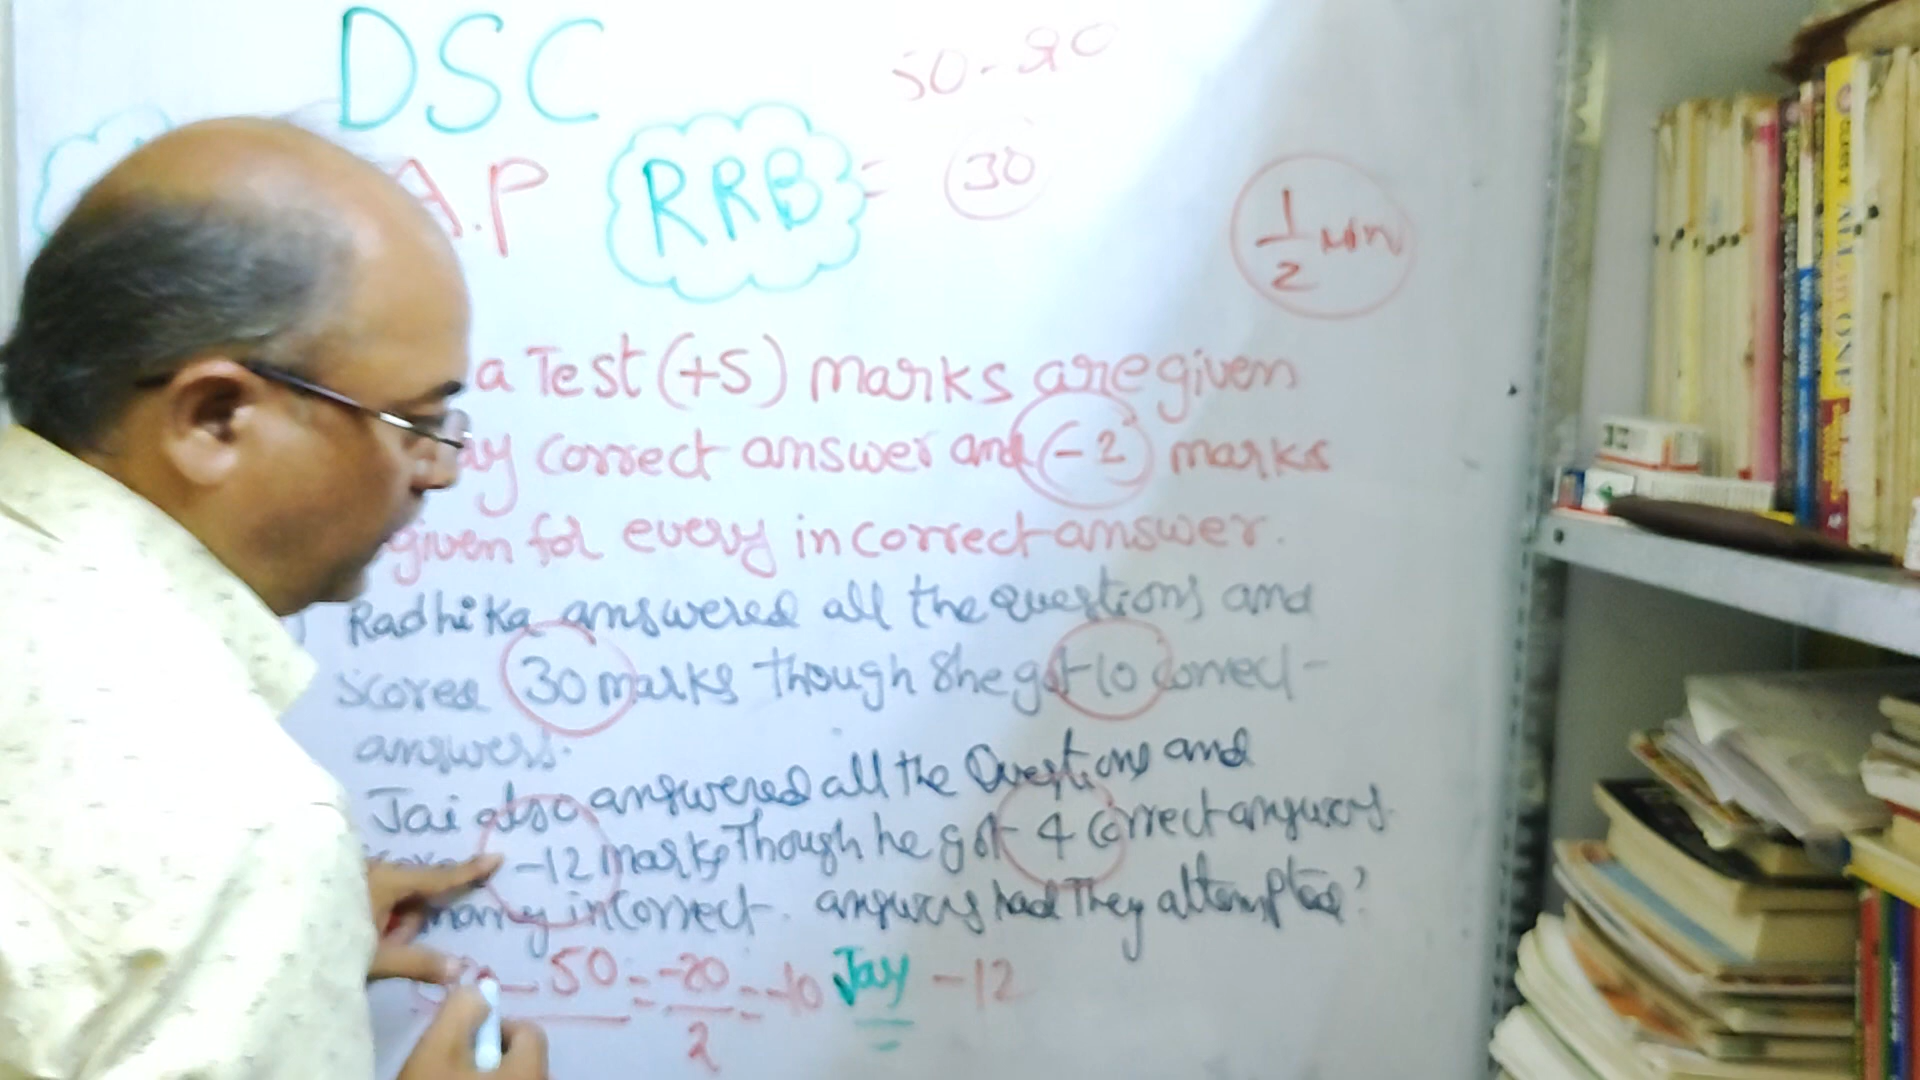 DSC
50-20
A.P
RRB
= 30
1/2 Min
a Test (+5) marks are given
correct answer and (-2) marks
given for every incorrect answer.
Radhika answered all the questions and
scored 30 marks though she got 10 correct
answers.
Jai also answered all the Questions and
-12 marks Though he got 4 correct answers.
many incorrect. answers had They attempted?
- 50 = -20/2 = -10 Jay -12